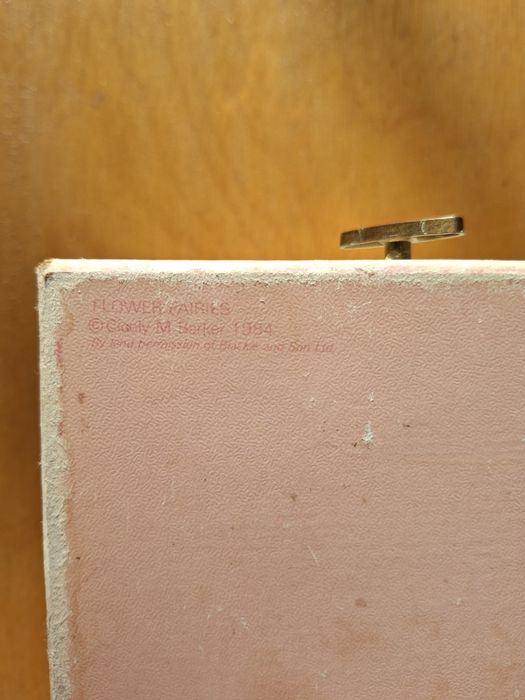 FLOWER FAIRIES
©Cicely M Barker 1984
By kind permission of Blackie and Son Ltd